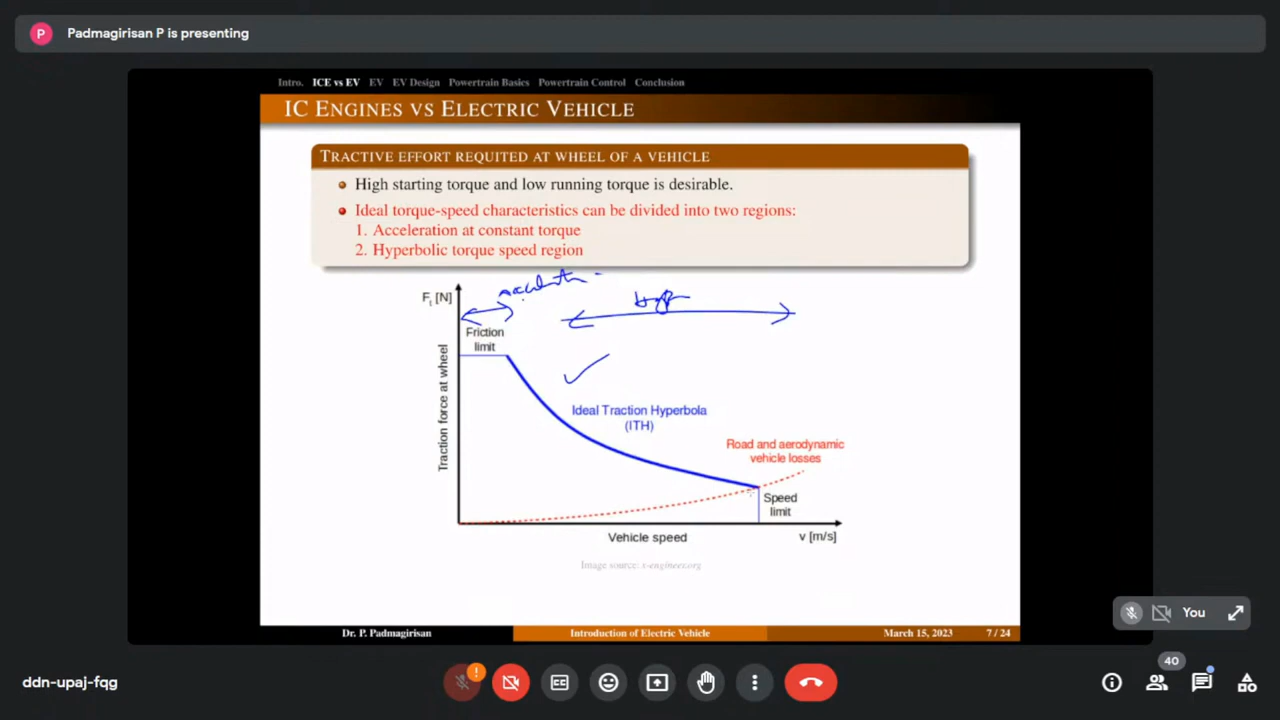 P Padmagirisan P is presenting
Intro. ICE vs EV EV EV Design Powertrain Basics Powertrain Control Conclusion
IC ENGINES VS ELECTRIC VEHICLE
TRACTIVE EFFORT REQUITED AT WHEEL OF A VEHICLE
High starting torque and low running torque is desirable.
Ideal torque-speed characteristics can be divided into two regions:
1. Acceleration at constant torque
2. Hyperbolic torque speed region
Ft [N]
Friction
limit
Traction force at wheel
Ideal Traction Hyperbola
(ITH)
Road and aerodynamic
vehicle losses
Speed
limit
Vehicle speed
v [m/s]
Image source: x-engineer.org
Dr. P. Padmagirisan Introduction of Electric Vehicle March 15, 2023 7 / 24
You
ddn-upaj-fqg
40